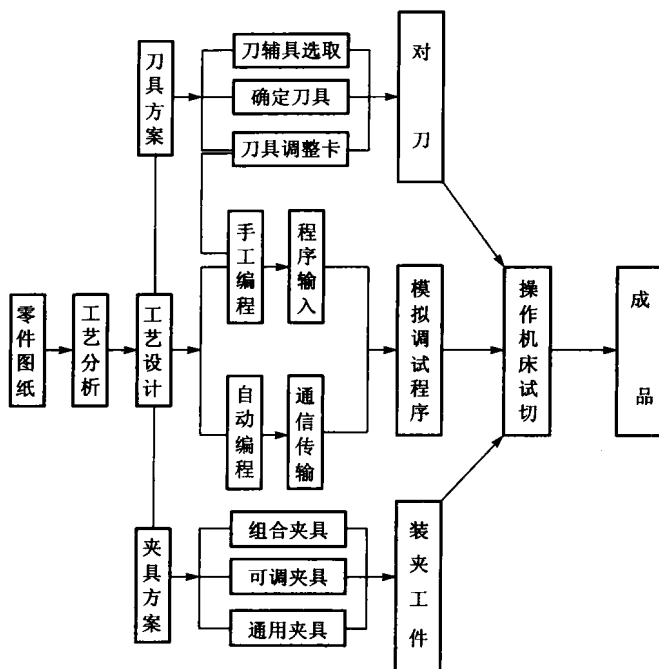 刀具方案
刀辅具选取
确定刀具
刀具调整卡
对刀
零件图纸
工艺分析
工艺设计
手工编程
程序输入
自动编程
通信传输
模拟调试程序
操作机床试切
成品
夹具方案
组合夹具
可调夹具
通用夹具
装夹工件